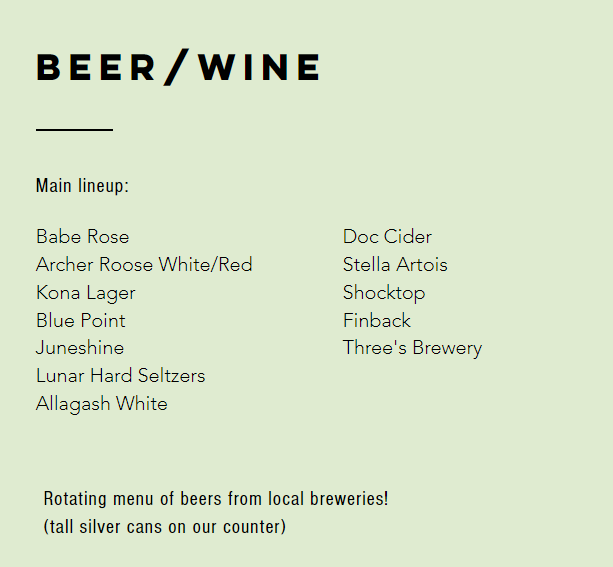 BEER/WINE
Main lineup:
Babe Rose
Archer Roose White/Red
Kona Lager
Blue Point
Juneshine
Lunar Hard Seltzers
Allagash White
Doc Cider
Stella Artois
Shocktop
Finback
Three's Brewery
Rotating menu of beers from local breweries!
(tall silver cans on our counter)